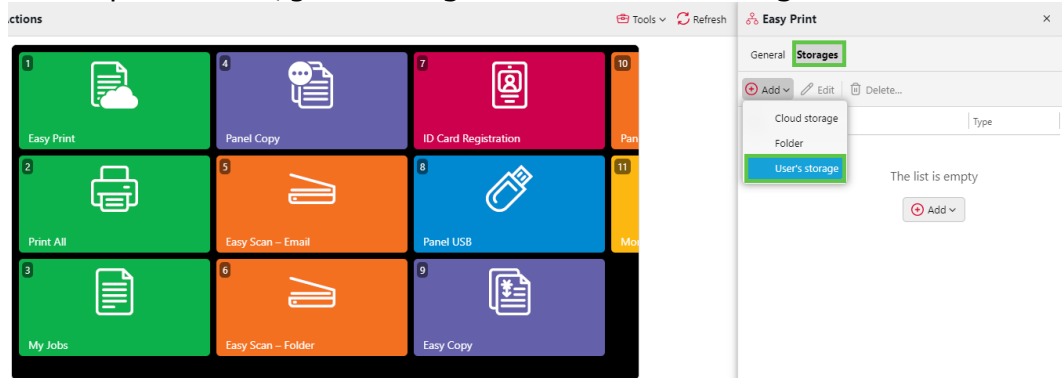 ctions
Tools
Refresh
Easy Print
General Storages
Add Edit Delete...
Cloud storage
Folder
User's storage
Type
The list is empty
Add
1
Easy Print
4
Panel Copy
7
ID Card Registration
10
Pan
2
Print All
5
Easy Scan – Email
8
Panel USB
11
Mo
3
My Jobs
6
Easy Scan – Folder
9
Easy Copy